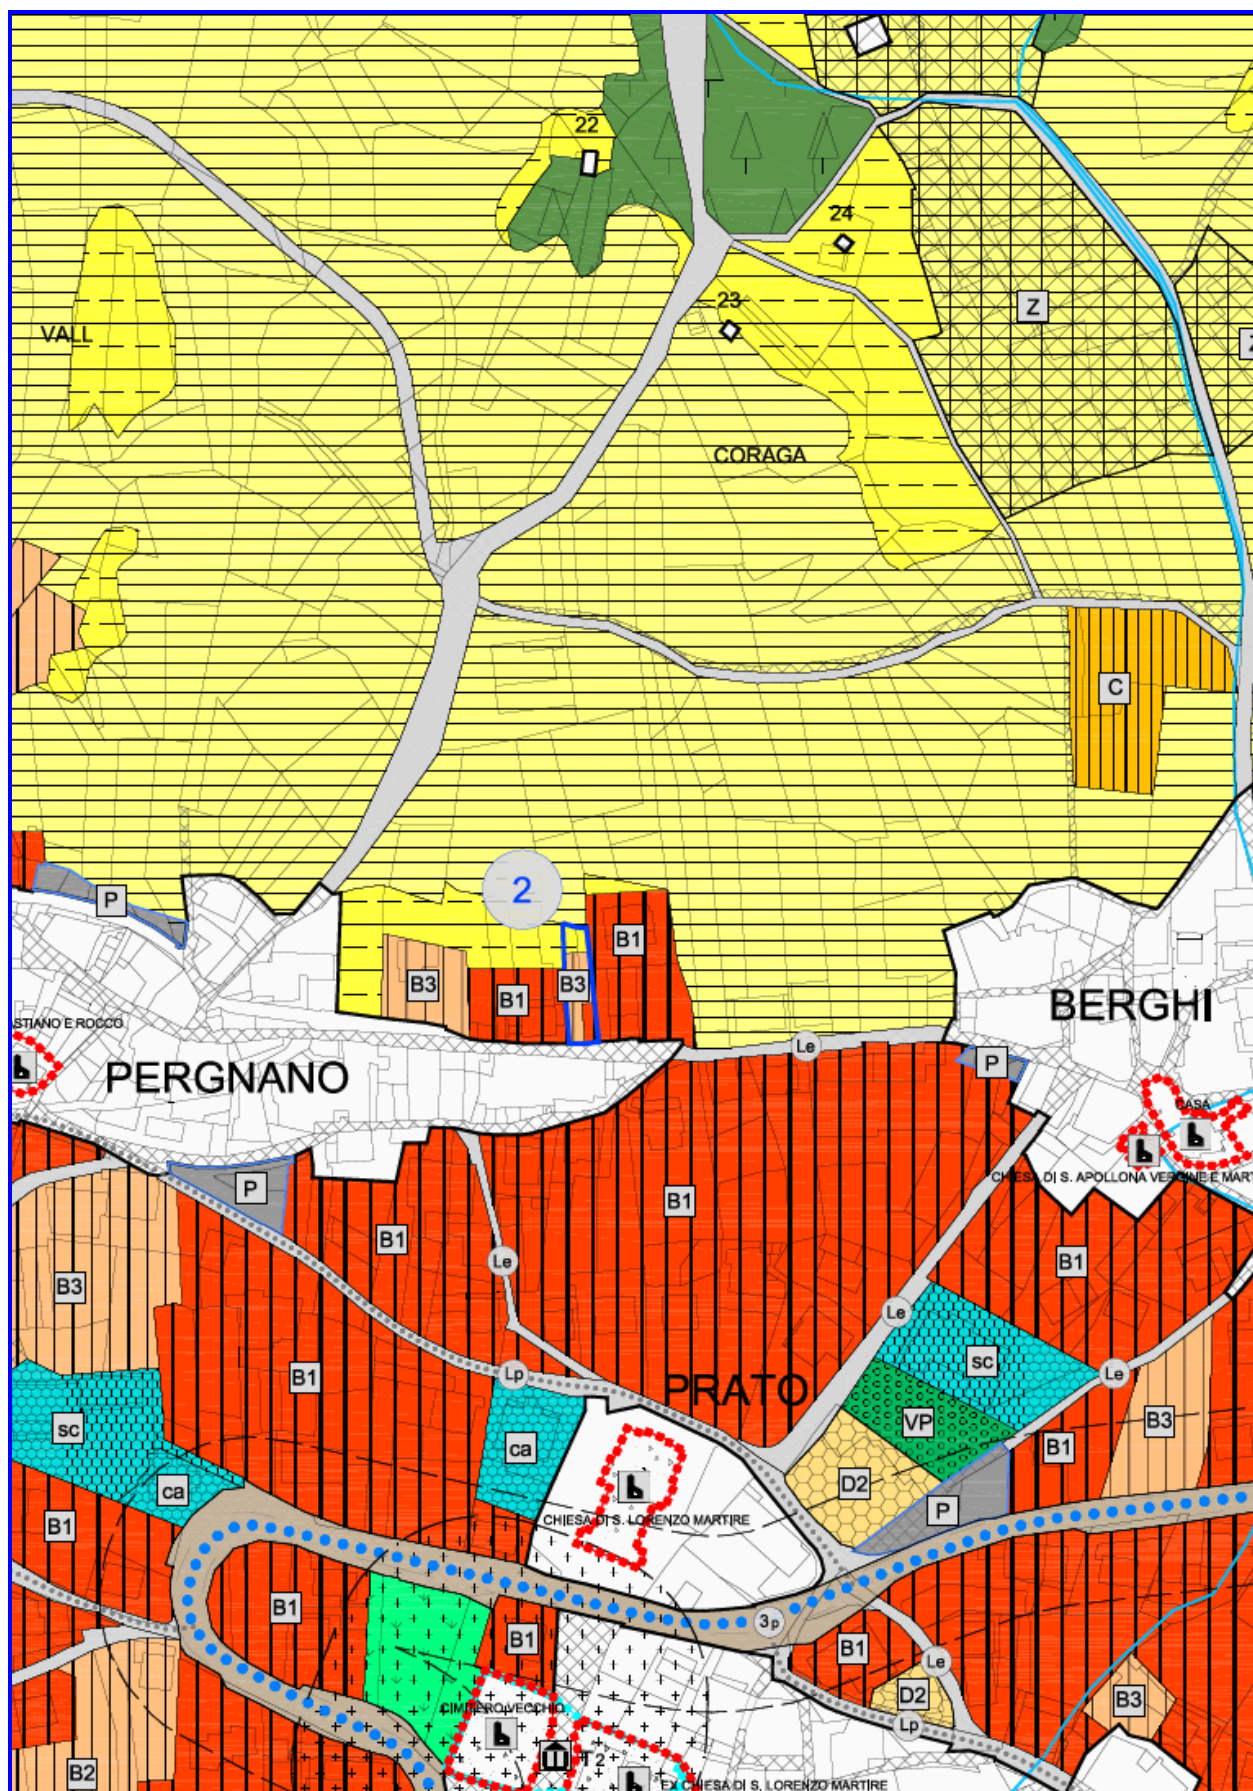 22
24
23
Z
VALL
CORAGA
C
2
P
B1
B3
B1
B3
STIANO E ROCCO
PERGNANO
BERGHI
Le
P
CASA
CHIESA DI S. APOLLONA VERGINE E MART
P
B1
B1
B1
B3
Le
Le
sc
B1
Lp
PRATO
Le
VP
B3
sc
ca
B1
ca
D2
P
B1
CHIESA DI S. LORENZO MARTIRE
B1
B1
3p
B1
Le
D2
B3
CIMITERO VECCHIO
Lp
T2
B2
EX CHIESA DI S. LORENZO MARTIRE